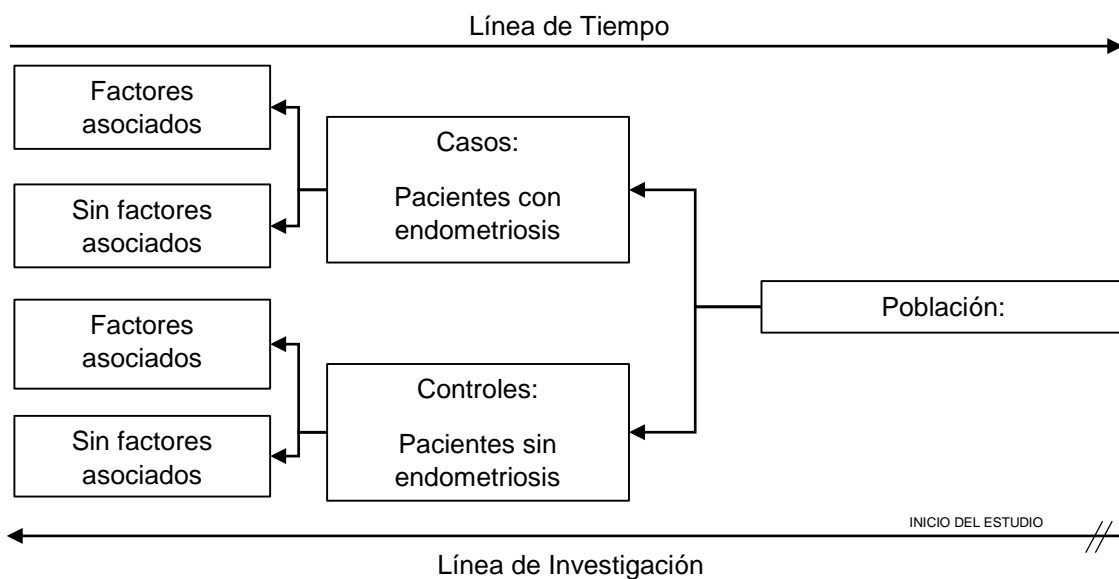 Línea de Tiempo
Factores
asociados
Sin factores
asociados
Casos:
Pacientes con
endometriosis
Población:
Factores
asociados
Sin factores
asociados
Controles:
Pacientes sin
endometriosis
INICIO DEL ESTUDIO
Línea de Investigación